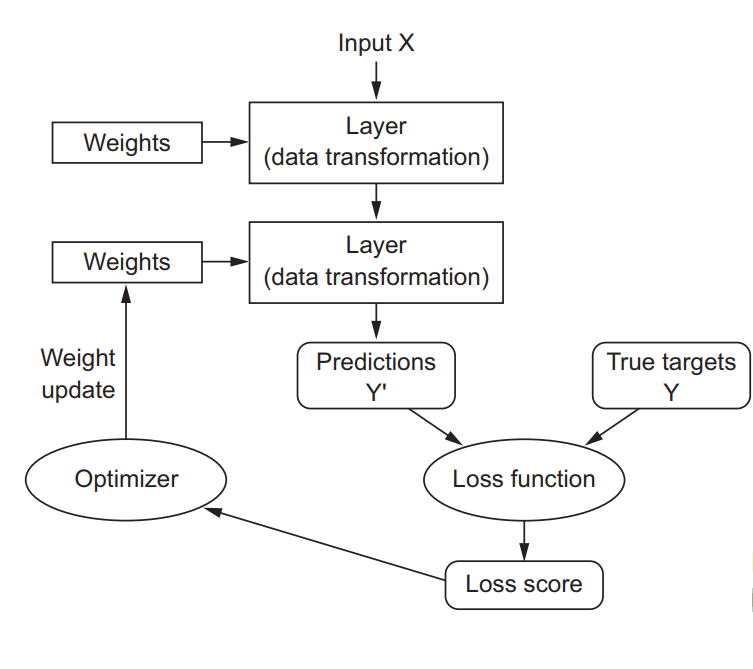 Input X
Weights
Layer
(data transformation)
Weights
Layer
(data transformation)
Weight
update
Predictions
Y'
True targets
Y
Optimizer
Loss function
Loss score